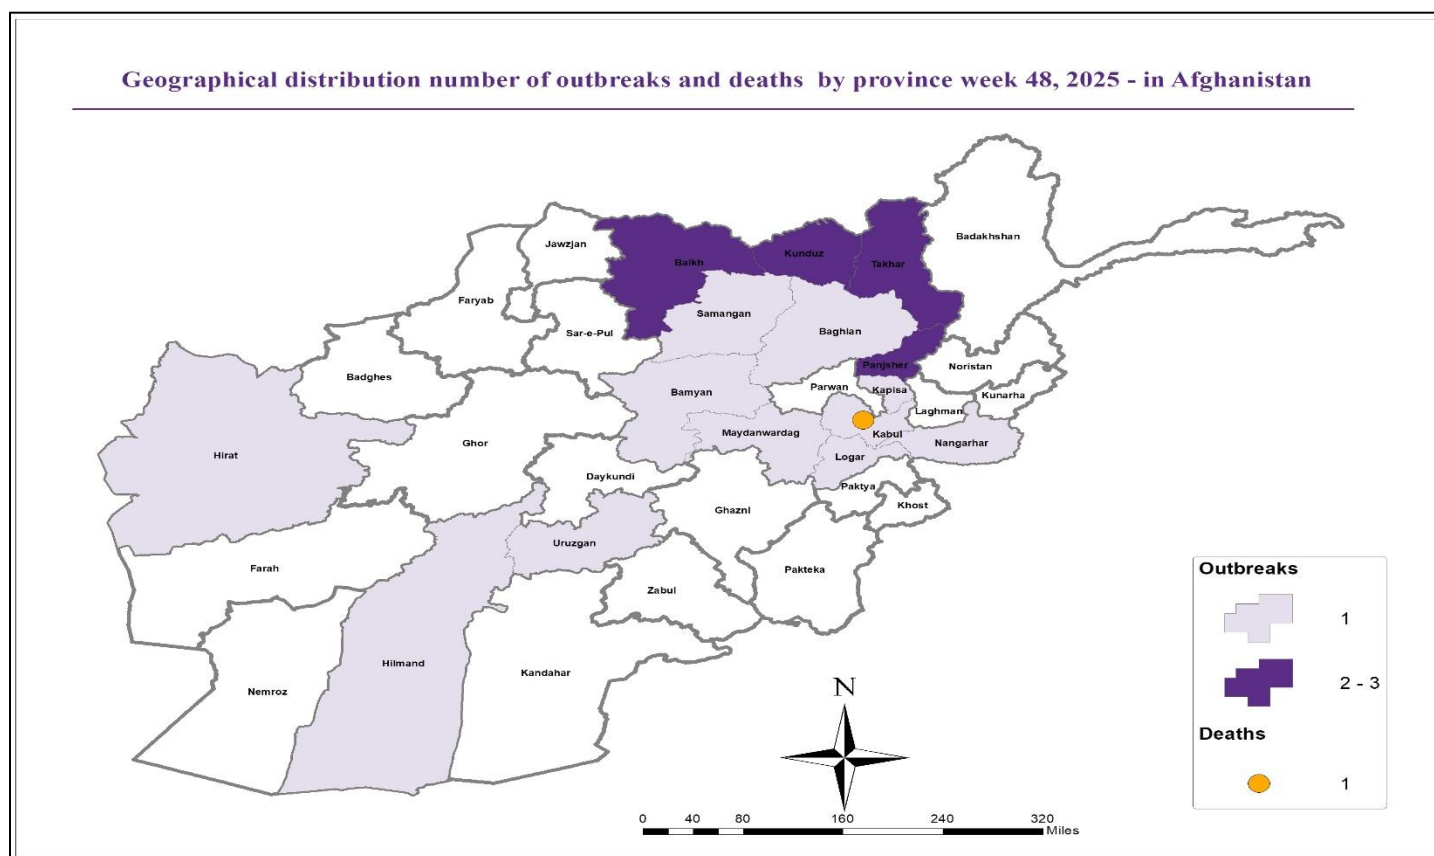 Geographical distribution number of outbreaks and deaths by province week 48, 2025 - in Afghanistan
Badakhshan
Jawzjan
Balkh
Kunduz
Takhar
Faryab
Samangan
Sar-e-Pul
Baghlan
Badghes
Panjsher
Noristan
Parwan
Kapisa
Kunarha
Bamyan
Laghman
Maydanwardag
Kabul
Nangarhar
Ghor
Hirat
Logar
Daykundi
Paktya
Khost
Ghazni
Uruzgan
Farah
Pakteka
Zabul
Hilmand
Kandahar
Nemroz
Outbreaks
1
2 - 3
Deaths
1
N
0 40 80 160 240 320
Miles